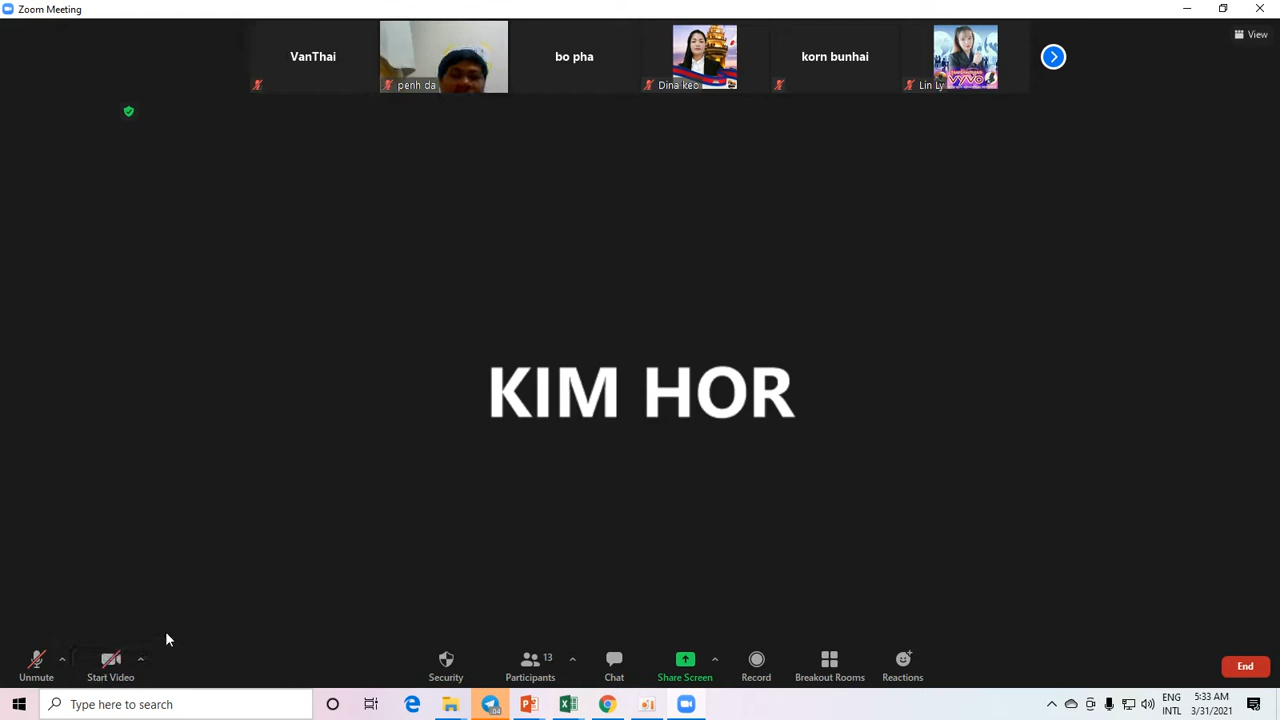 Zoom Meeting
View
VanThai
penh da
bo pha
Dina keo
korn bunhai
Lin Ly
VYVO
KIM HOR
Unmute
Start Video
Security
13
Participants
Chat
Share Screen
Record
Breakout Rooms
Reactions
End
Type here to search
04
ENG
INTL
5:33 AM
3/31/2021